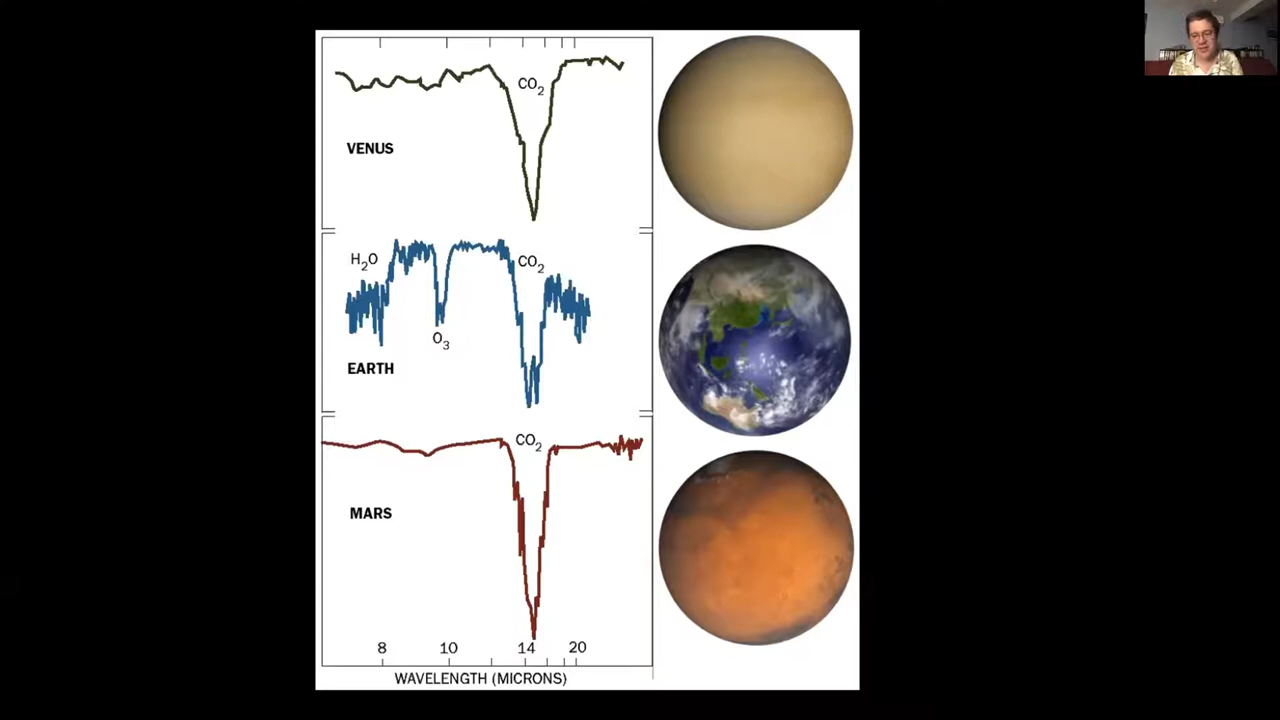 CO₂
VENUS
H₂O
CO₂
O₃
EARTH
CO₂
MARS
8 10 14 20
WAVELENGTH (MICRONS)